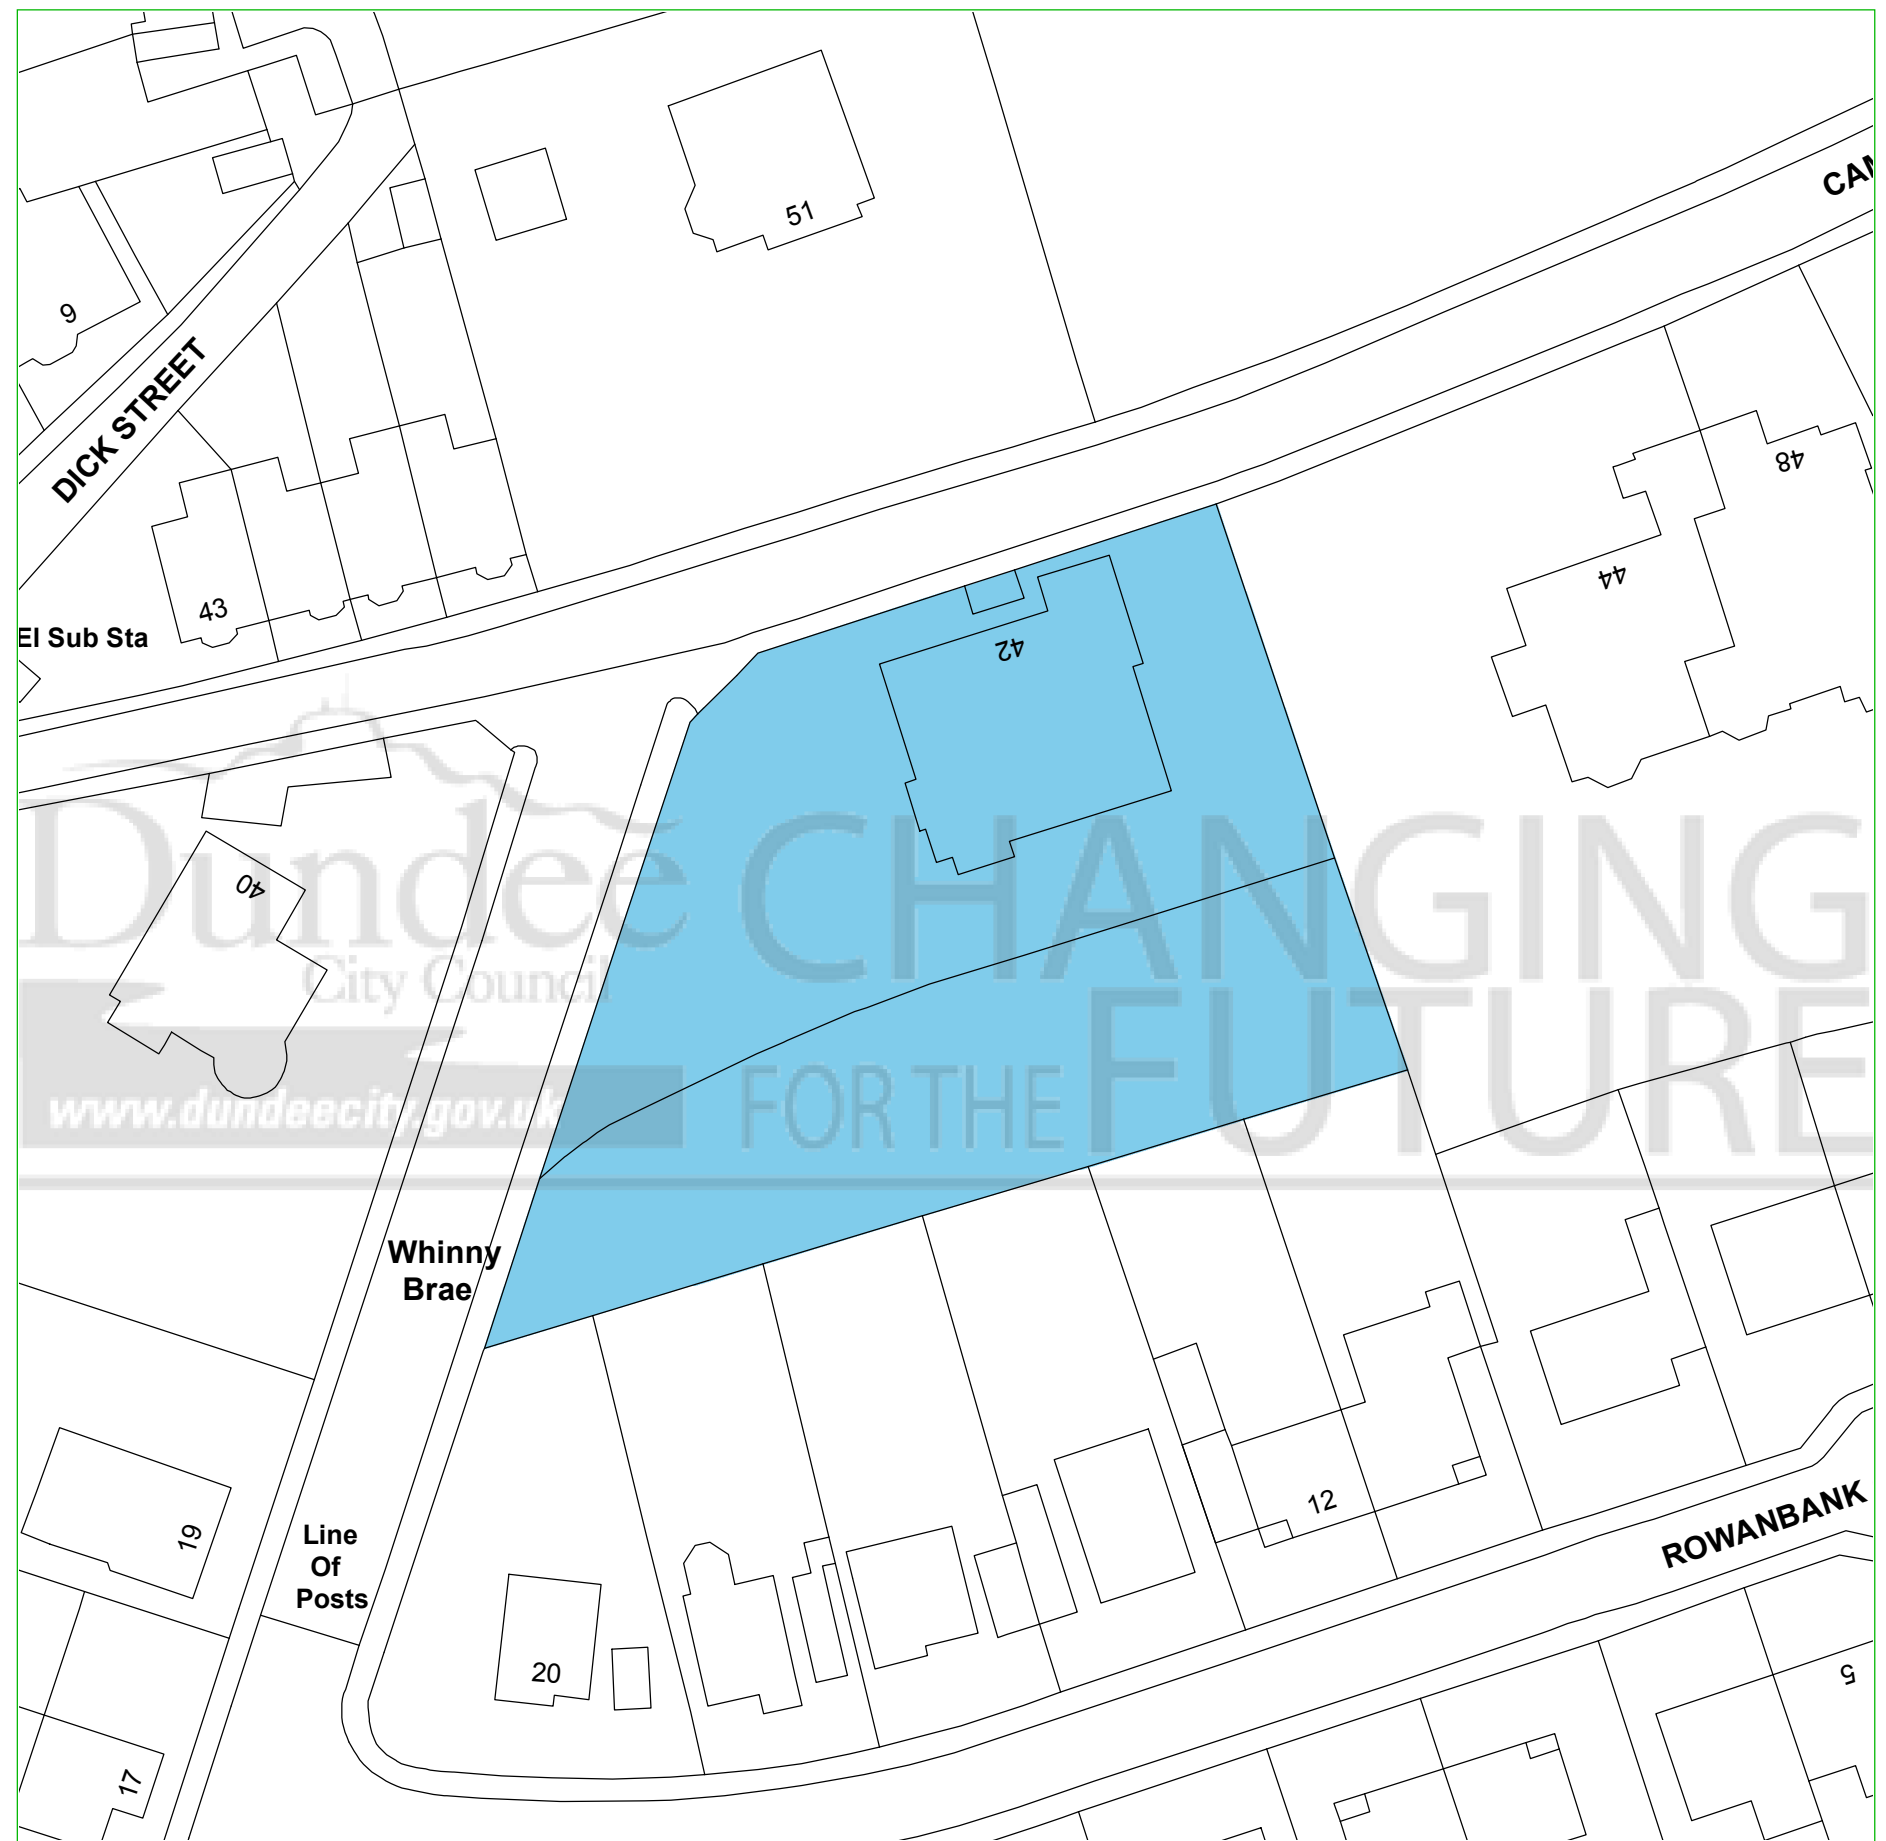 CAM
51
9
DICK STREET
48
44
43
El Sub Sta
42
Dundee
City Council
www.dundeecity.gov.uk
CHANGING
FOR THE FUTURE
40
Whinny
Brae
19
Line
Of
Posts
12
ROWANBANK
20
5
17